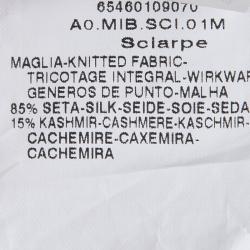 65460109070
A0.MIB.SCI.01M
Sciarpe
MAGLIA-KNITTED FABRIC-
TRICOTAGE INTEGRAL-WIRKWAR
GENEROS DE PUNTO-MALHA
85% SETA-SILK-SEIDE-SOIE-SEDA
15% KASHMIR-CASHMERE-KASCHMIR-
CACHEMIRE-CAXEMIRA-
CACHEMIRA